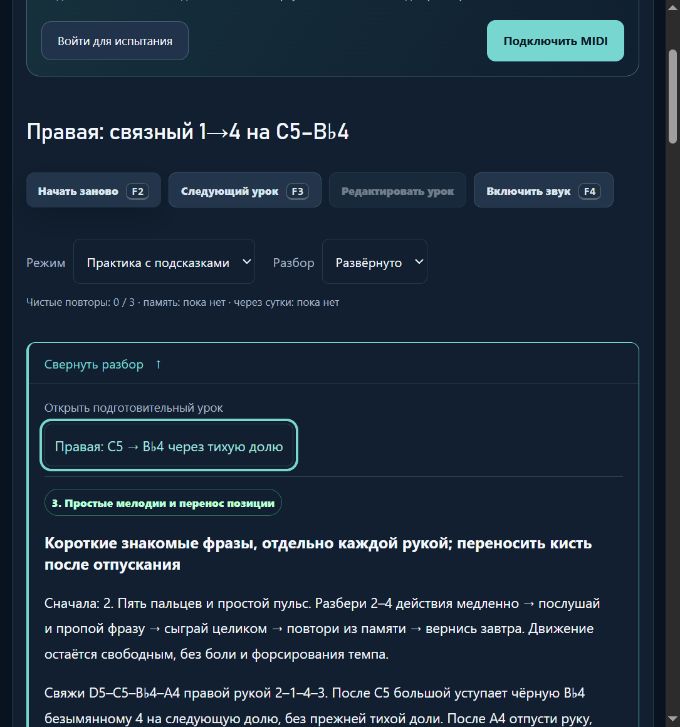 Войти для испытания
Подключить MIDI
Правая: связный 1→4 на C5–B♭4
Начать заново F2
Следующий урок F3
Редактировать урок
Включить звук F4
Режим
Практика с подсказками
Разбор
Развёрнуто
Чистые повторы: 0 / 3 · память: пока нет · через сутки: пока нет
Свернуть разбор ↑
Открыть подготовительный урок
Правая: C5 → B♭4 через тихую долю
3. Простые мелодии и перенос позиции
Короткие знакомые фразы, отдельно каждой рукой; переносить кисть
после отпускания
Сначала: 2. Пять пальцев и простой пульс. Разбери 2–4 действия медленно → послушай
и пропой фразу → сыграй целиком → повтори из памяти → вернись завтра. Движение
остаётся свободным, без боли и форсирования темпа.
Свяжи D5–C5–B♭4–A4 правой рукой 2–1–4–3. После C5 большой уступает чёрную B♭4
безымянному 4 на следующую долю, без прежней тихой доли. После A4 отпусти руку,